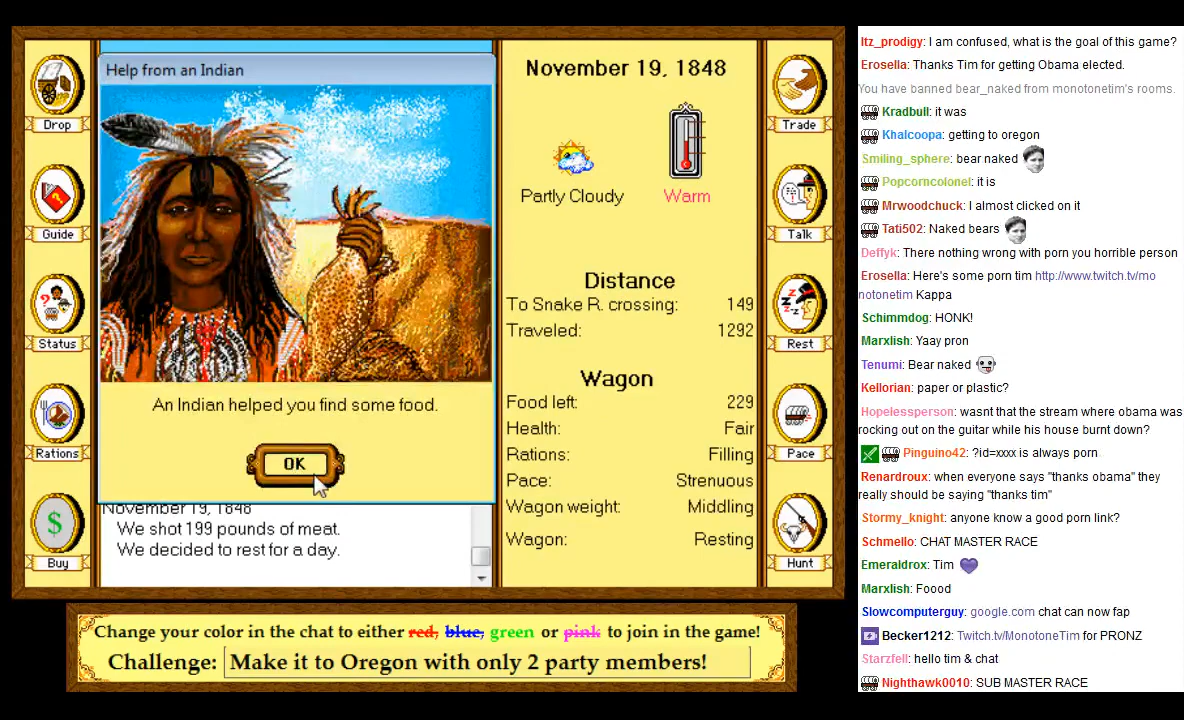 Help from an Indian
An Indian helped you find some food.
OK
November 19, 1848
We shot 199 pounds of meat.
We decided to rest for a day.
Drop
Guide
Status
Rations
Buy
November 19, 1848
Partly Cloudy
Warm
Distance
To Snake R. crossing: 149
Traveled: 1292
Wagon
Food left: 229
Health: Fair
Rations: Filling
Pace: Strenuous
Wagon weight: Middling
Wagon: Resting
Trade
Talk
Rest
Pace
Hunt
Change your color in the chat to either red, blue, green or pink to join in the game!
Challenge: Make it to Oregon with only 2 party members!
Itz_prodigy: I am confused, what is the goal of this game?
Erosella: Thanks Tim for getting Obama elected.
You have banned bear_naked from monotonetim's rooms.
Kradbull: it was
Khalcoopa: getting to oregon
Smiling_sphere: bear naked
Popcorncolonel: it is
Mrwoodchuck: I almost clicked on it
Tati502: Naked bears
Deffyk: There nothing wrong with porn you horrible person
Erosella: Here's some porn tim http://www.twitch.tv/mo
notonetim Kappa
Schimmdog: HONK!
Marxlish: Yaay pron
Tenumi: Bear naked
Kellorian: paper or plastic?
Hopelessperson: wasnt that the stream where obama was
rocking out on the guitar while his house burnt down?
Pinguino42: ?id=xxxx is always porn
Renardroux: when everyone says "thanks obama" they
really should be saying "thanks tim"
Stormy_knight: anyone know a good porn link?
Schmello: CHAT MASTER RACE
Emeraldrox: Tim
Marxlish: Foood
Slowcomputerguy: google.com chat can now fap
Becker1212: Twitch.tv/MonotoneTim for PRONZ
Starzfell: hello tim & chat
Nighthawk0010: SUB MASTER RACE